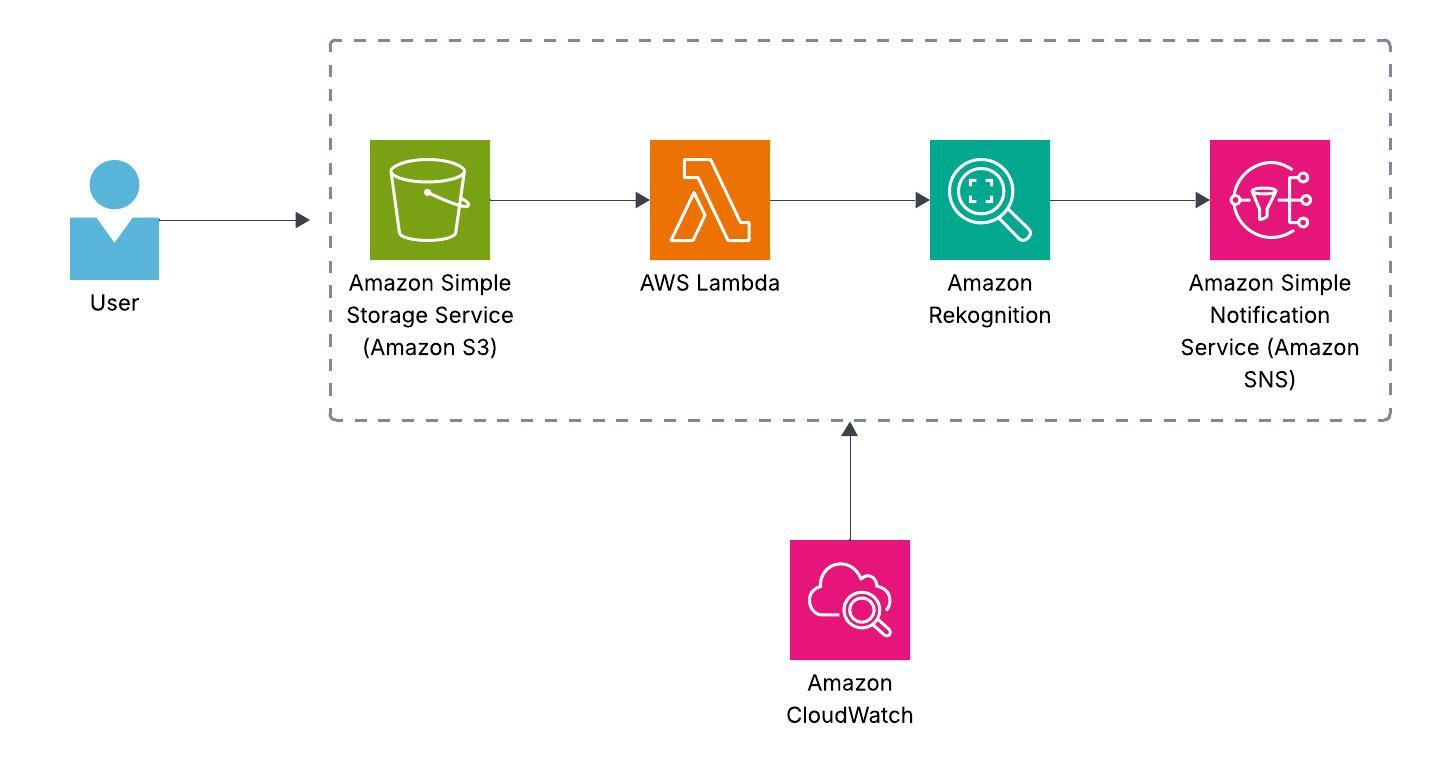 User
Amazon Simple
Storage Service
(Amazon S3)
AWS Lambda
Amazon
Rekognition
Amazon Simple
Notification
Service (Amazon
SNS)
Amazon
CloudWatch